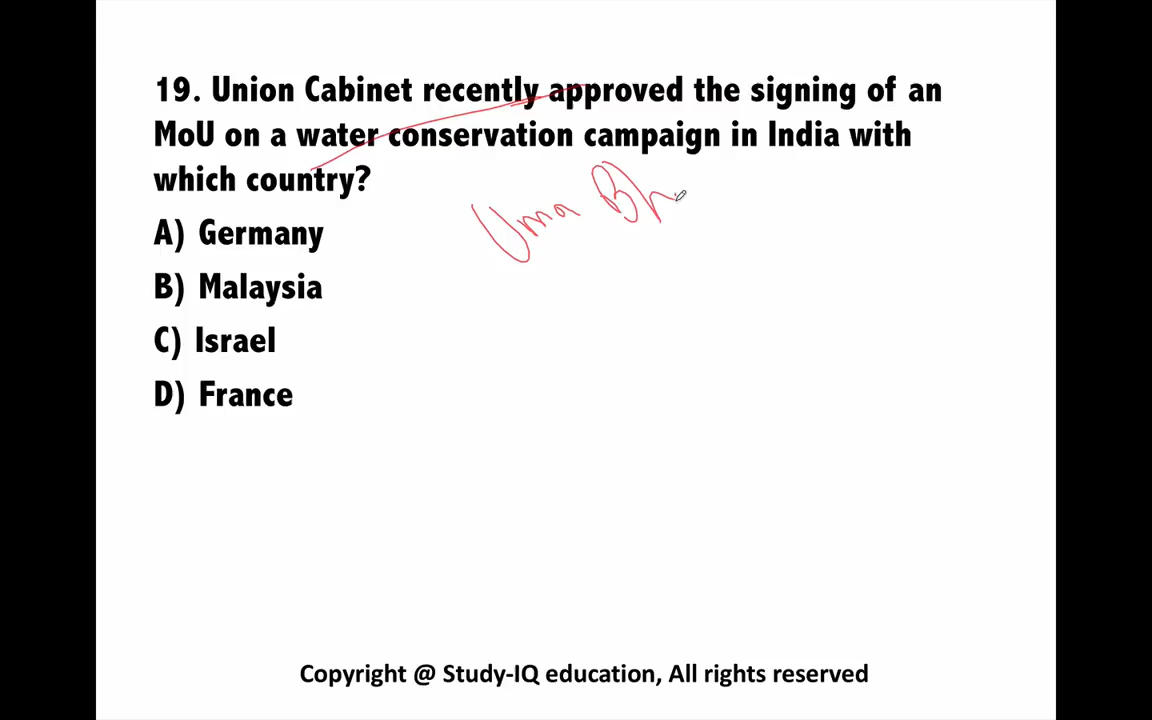 19. Union Cabinet recently approved the signing of an
MoU on a water conservation campaign in India with
which country?
Uma Bh
A) Germany
B) Malaysia
C) Israel
D) France
Copyright @ Study-IQ education, All rights reserved